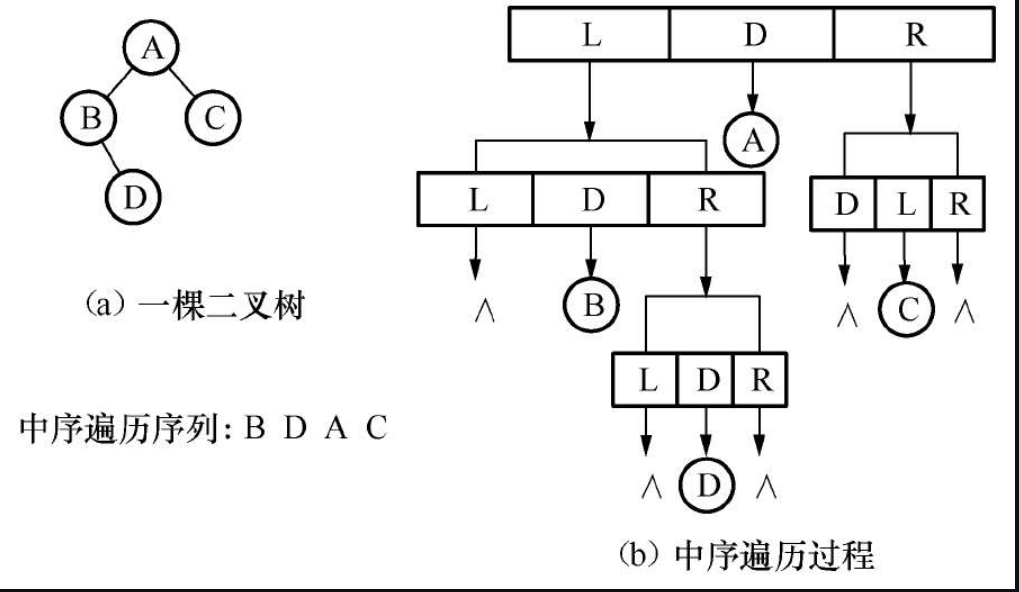 A
B C
D
(a) 一棵二叉树
中序遍历序列: B D A C
L D R
A
L D R
D L R
∧ B
∧ C ∧
L D R
∧ D ∧
(b) 中序遍历过程